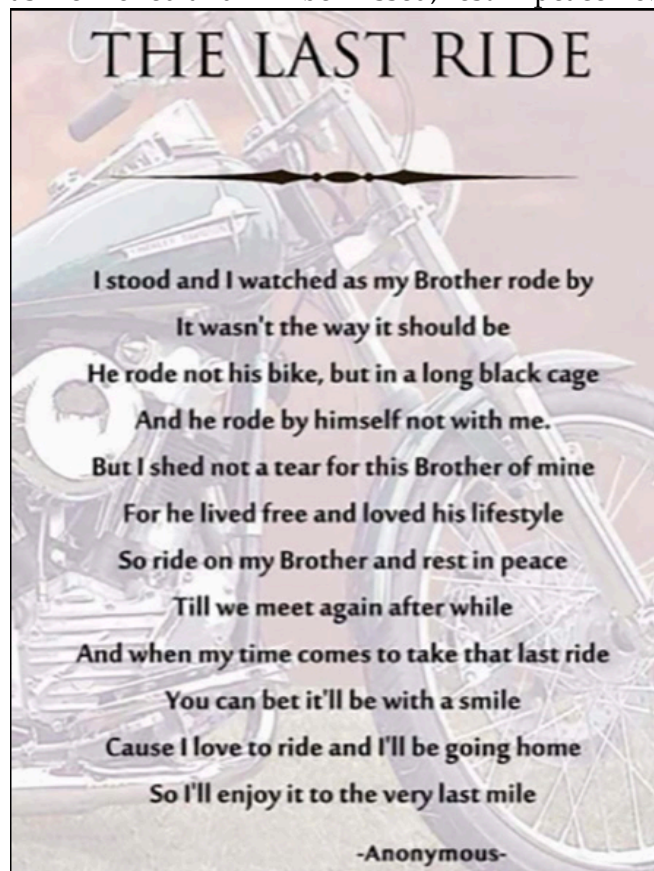 THE LAST RIDE
HARLEY-DAVIDSON
I stood and I watched as my Brother rode by
It wasn't the way it should be
He rode not his bike, but in a long black cage
And he rode by himself not with me.
But I shed not a tear for this Brother of mine
For he lived free and loved his lifestyle
So ride on my Brother and rest in peace
Till we meet again after while
And when my time comes to take that last ride
You can bet it'll be with a smile
Cause I love to ride and I'll be going home
So I'll enjoy it to the very last mile
-Anonymous-